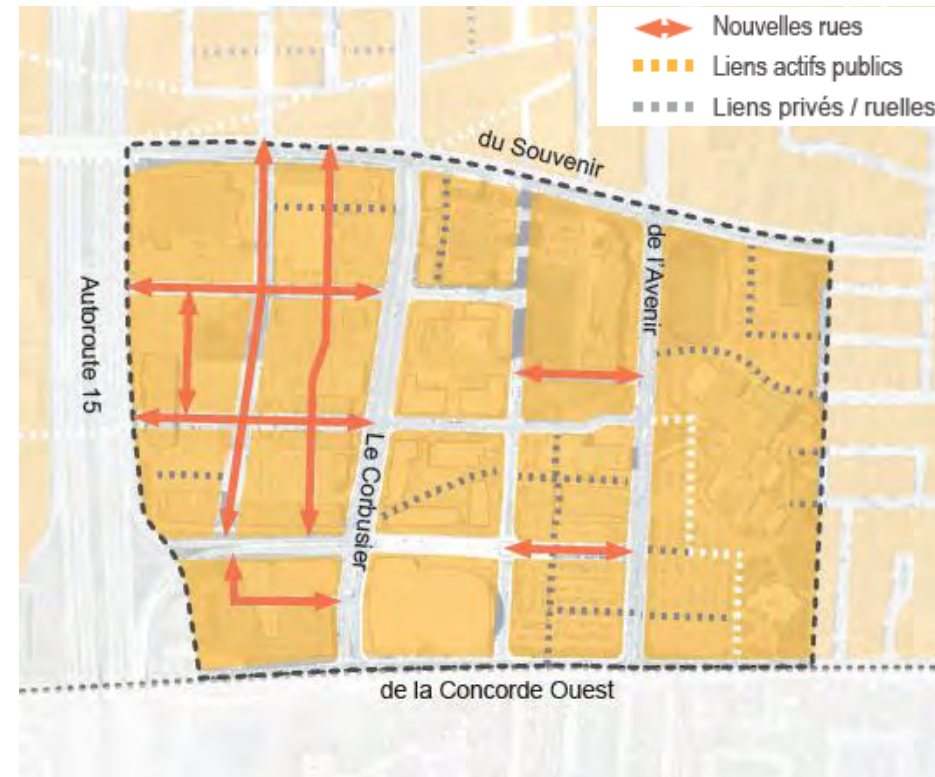 Nouvelles rues
Liens actifs publics
Liens privés / ruelles
du Souvenir
de l'Avenir
Autoroute 15
Le Corbusier
de la Concorde Ouest